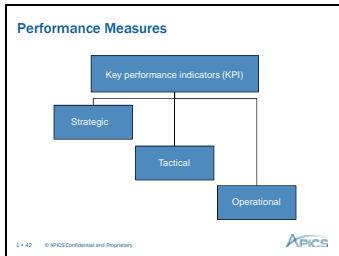 Performance Measures
Key performance indicators (KPI)
Strategic
Tactical
Operational
1 • 42 © APICS Confidential and Proprietary
APICS